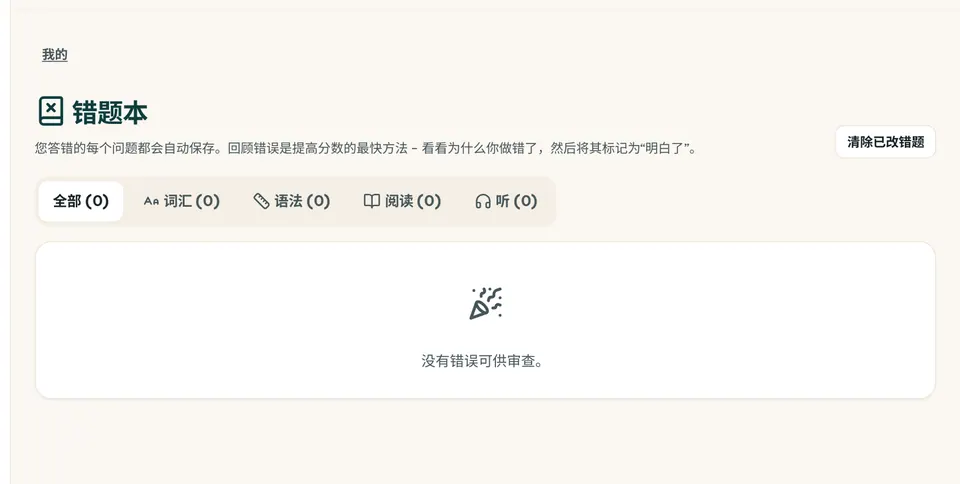 我的
错题本
您答错的每个问题都会自动保存。回顾错误是提高分数的最快方法 – 看看为什么你做错了，然后将其标记为“明白了”。
清除已改错题
全部 (0) Aa 词汇 (0) 语法 (0) 阅读 (0) 听 (0)
没有错误可供审查。